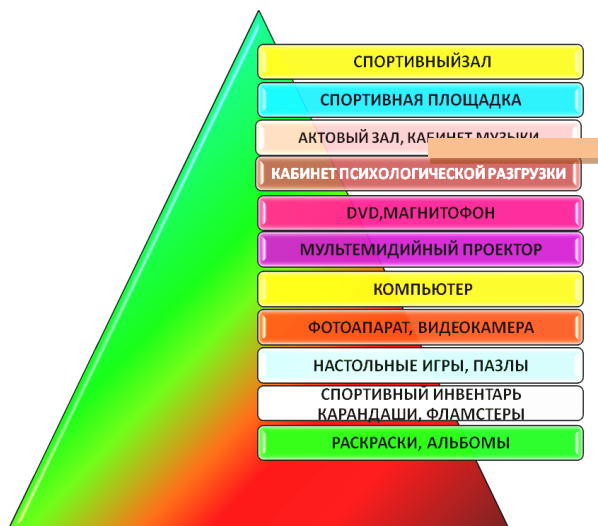 СПОРТИВНЫЙЗАЛ
СПОРТИВНАЯ ПЛОЩАДКА
АКТОВЫЙ ЗАЛ, КАБИНЕТ МУЗЫКИ
КАБИНЕТ ПСИХОЛОГИЧЕСКОЙ РАЗГРУЗКИ
DVD,МАГНИТОФОН
МУЛЬТЕМИДИЙНЫЙ ПРОЕКТОР
КОМПЬЮТЕР
ФОТОАПАРАТ, ВИДЕОКАМЕРА
НАСТОЛЬНЫЕ ИГРЫ, ПАЗЛЫ
СПОРТИВНЫЙ ИНВЕНТАРЬ
КАРАНДАШИ, ФЛАМСТЕРЫ
РАСКРАСКИ, АЛЬБОМЫ